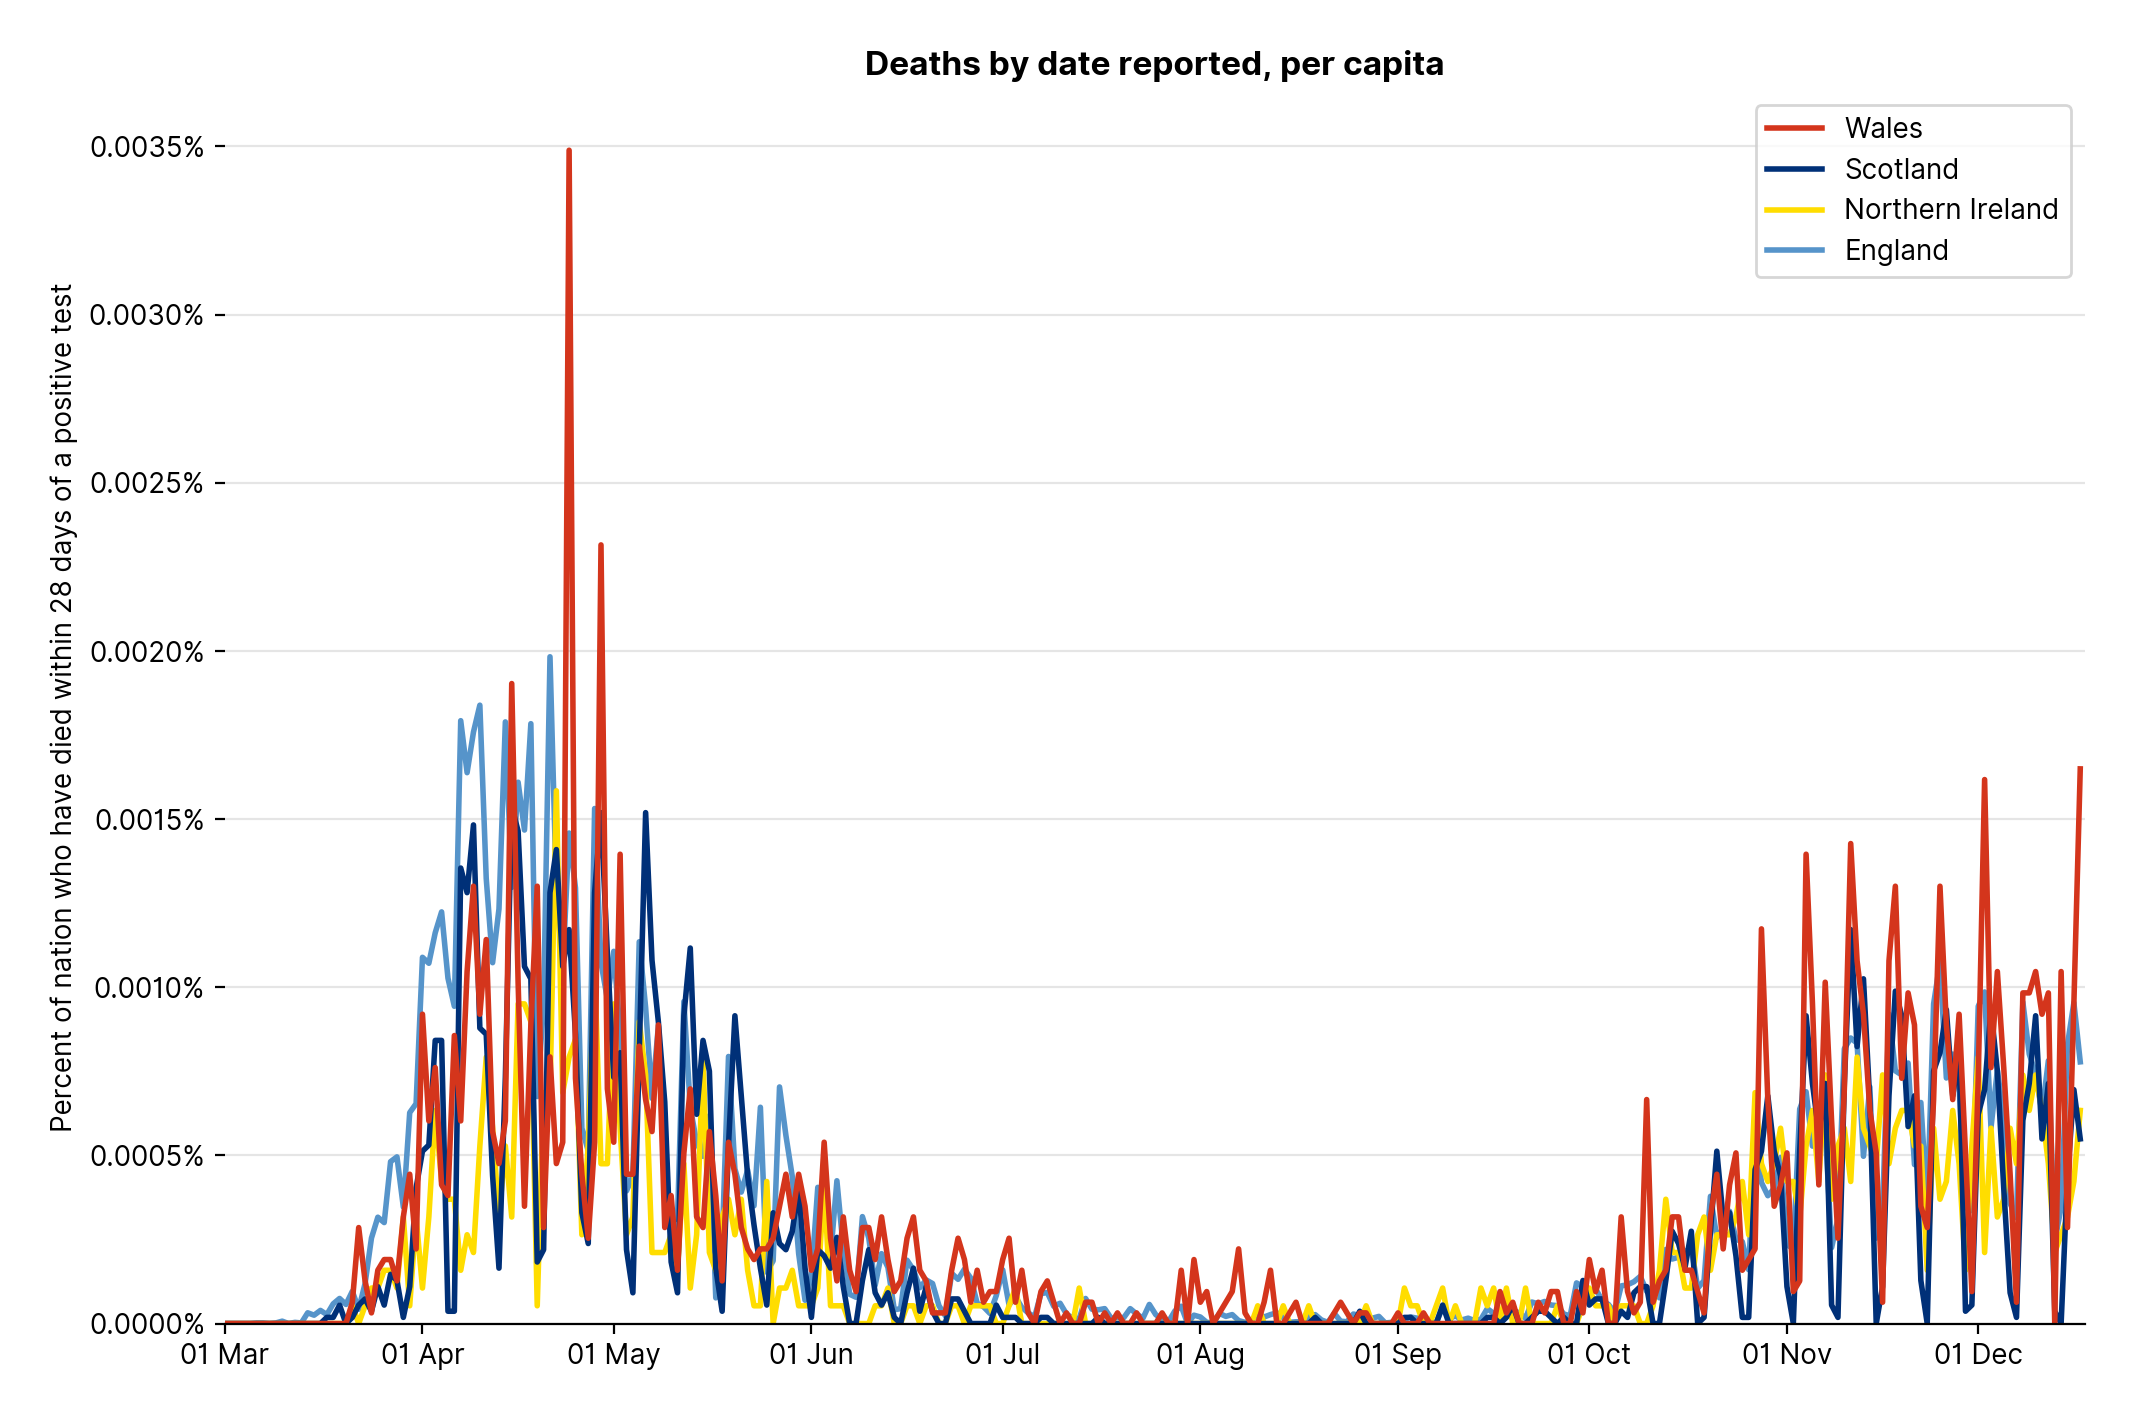 Deaths by date reported, per capita
Wales
Scotland
Northern Ireland
England
Percent of nation who have died within 28 days of a positive test
0.0035%
0.0030%
0.0025%
0.0020%
0.0015%
0.0010%
0.0005%
0.0000%
01 Mar 01 Apr 01 May 01 Jun 01 Jul 01 Aug 01 Sep 01 Oct 01 Nov 01 Dec